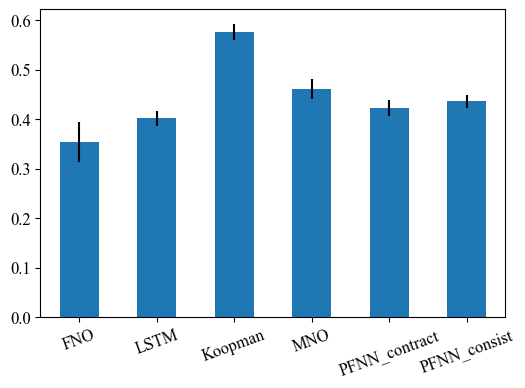 0.6
0.5
0.4
0.3
0.2
0.1
0.0
FNO
LSTM
Koopman
MNO
PFNN_contract
PFNN_consist